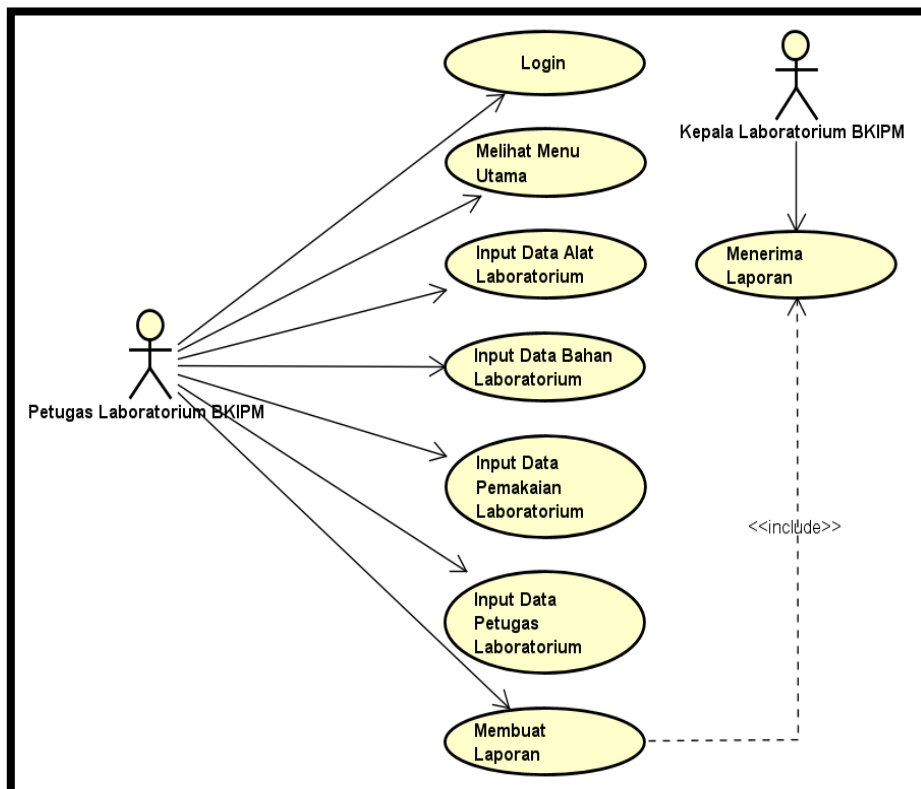 Login
Kepala Laboratorium BKIPM
Melihat Menu
Utama
Input Data Alat
Laboratorium
Menerima
Laporan
Input Data Bahan
Laboratorium
Petugas Laboratorium BKIPM
Input Data
Pemakaian
Laboratorium
<<include>>
Input Data
Petugas
Laboratorium
Membuat
Laporan